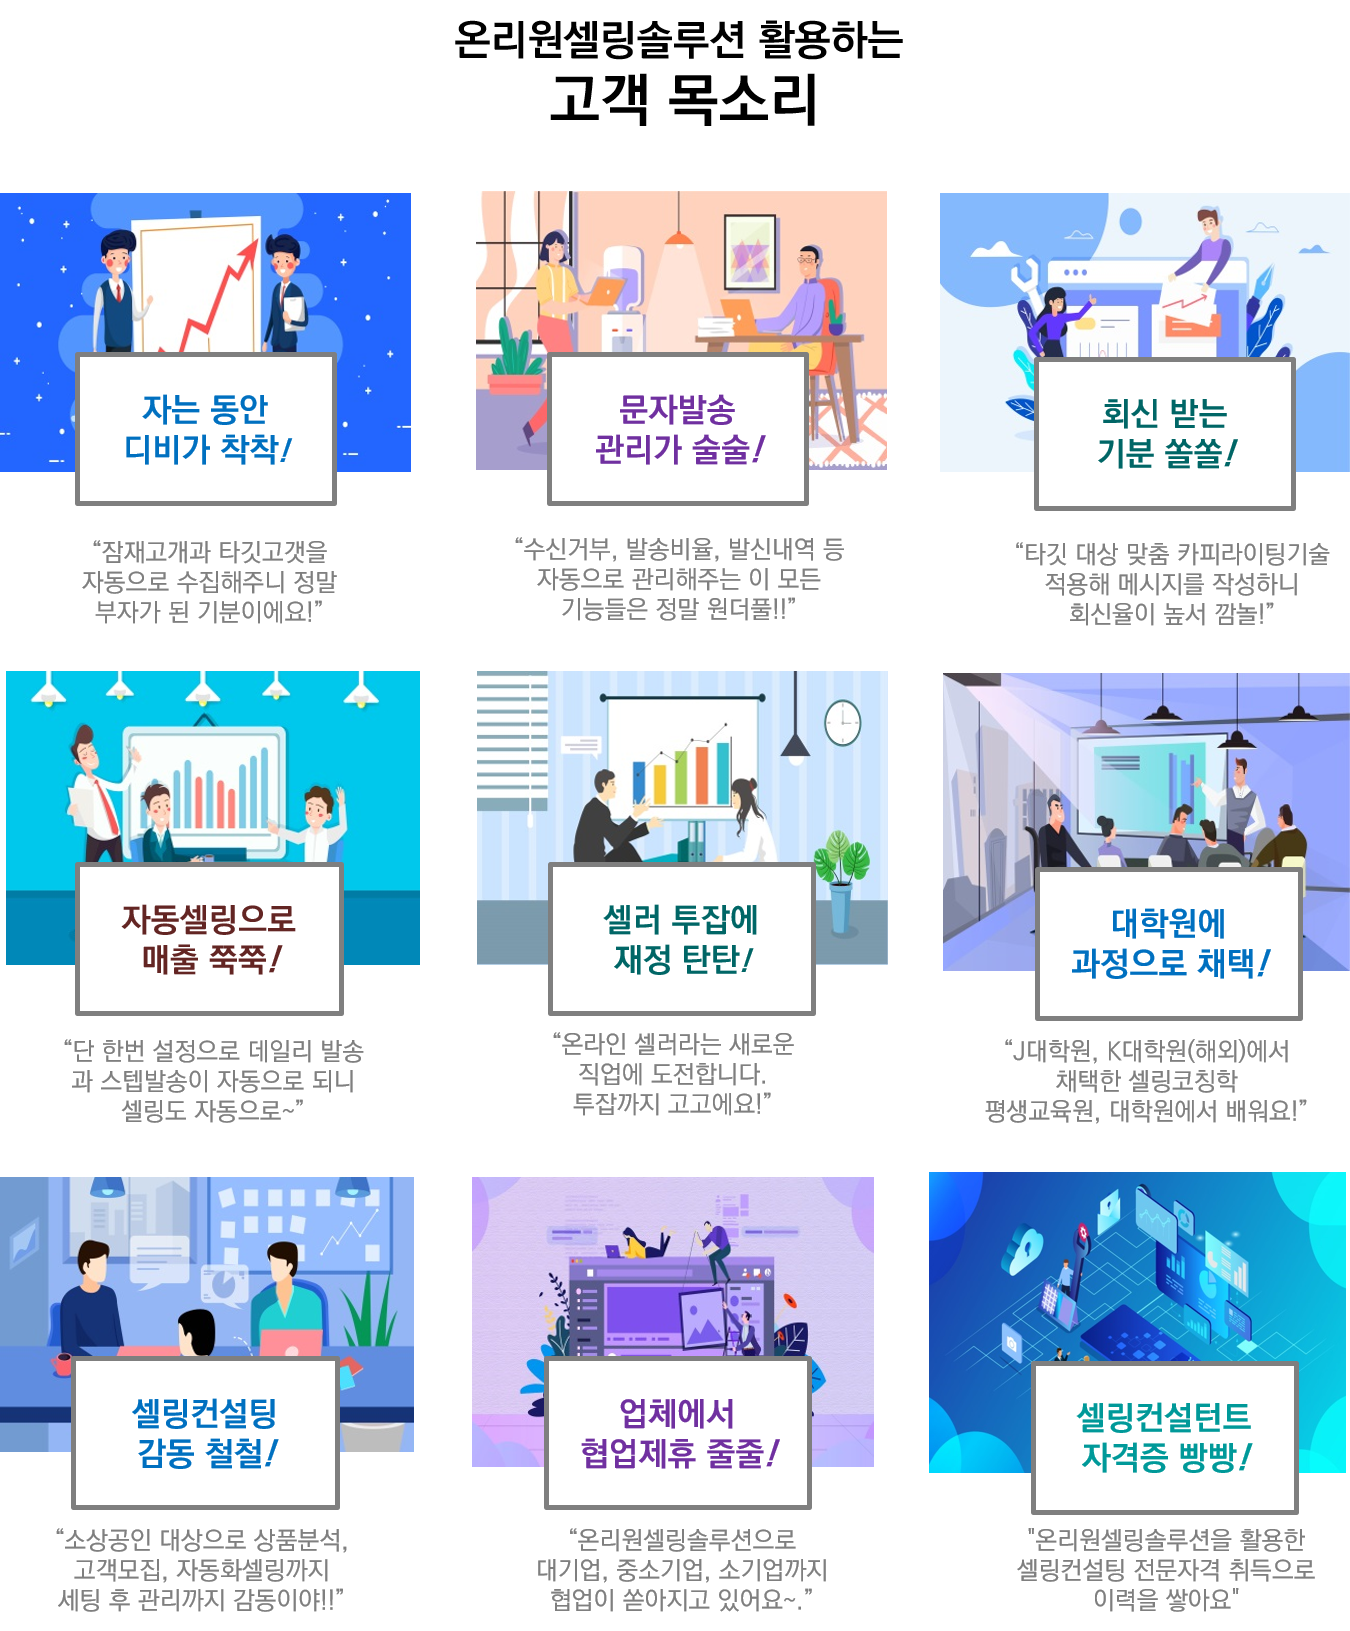 온리원셀링솔루션 활용하는
고객 목소리
자는 동안
디비가 착착!
“잠재고개과 타깃고갯을
자동으로 수집해주니 정말
부자가 된 기분이에요!”
문자발송
관리가 술술!
“수신거부, 발송비율, 발신내역 등
자동으로 관리해주는 이 모든
기능들은 정말 원더풀!!”
회신 받는
기분 쏠쏠!
“타깃 대상 맞춤 카피라이팅기술
적용해 메시지를 작성하니
회신율이 높서 깜놀!”
자동셀링으로
매출 쭉쭉!
“단 한번 설정으로 데일리 발송
과 스텝발송이 자동으로 되니
셀링도 자동으로~”
셀러 투잡에
재정 탄탄!
“온라인 셀러라는 새로운
직업에 도전합니다.
투잡까지 고고에요!”
대학원에
과정으로 채택!
“J대학원, K대학원(해외)에서
채택한 셀링코칭학
평생교육원, 대학원에서 배워요!”
셀링컨설팅
감동 철철!
“소상공인 대상으로 상품분석,
고객모집, 자동화셀링까지
세팅 후 관리까지 감동이야!!”
업체에서
협업제휴 줄줄!
“온리원셀링솔루션으로
대기업, 중소기업, 소기업까지
협업이 쏟아지고 있어요~.”
셀링컨설턴트
자격증 빵빵!
"온리원셀링솔루션을 활용한
셀링컨설팅 전문자격 취득으로
이력을 쌓아요"